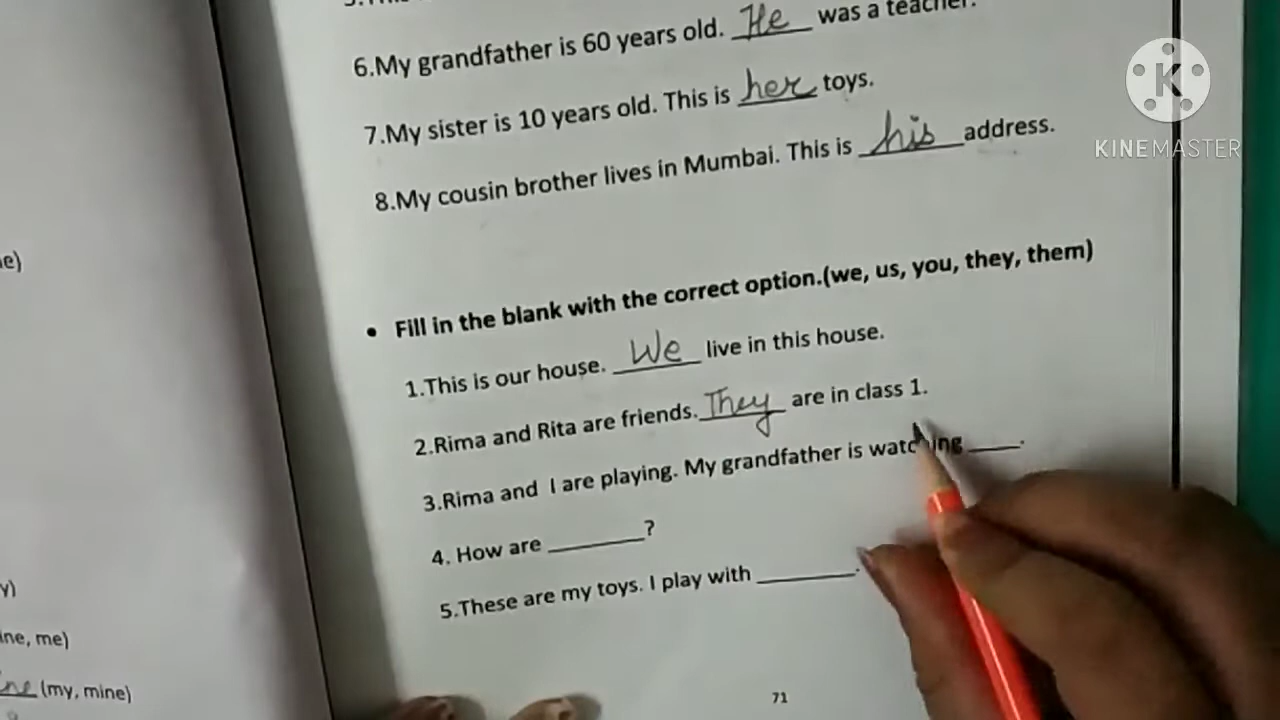 6.My grandfather is 60 years old. He was a teacher.
7.My sister is 10 years old. This is her toys.
8.My cousin brother lives in Mumbai. This is his address.
K
KINEMASTER
e)
• Fill in the blank with the correct option.(we, us, you, they, them)
1.This is our house. We live in this house.
2.Rima and Rita are friends. They are in class 1.
3.Rima and I are playing. My grandfather is watching ____.
4. How are ________?
5.These are my toys. I play with ________.
y)
ine, me)
ine (my, mine)
71